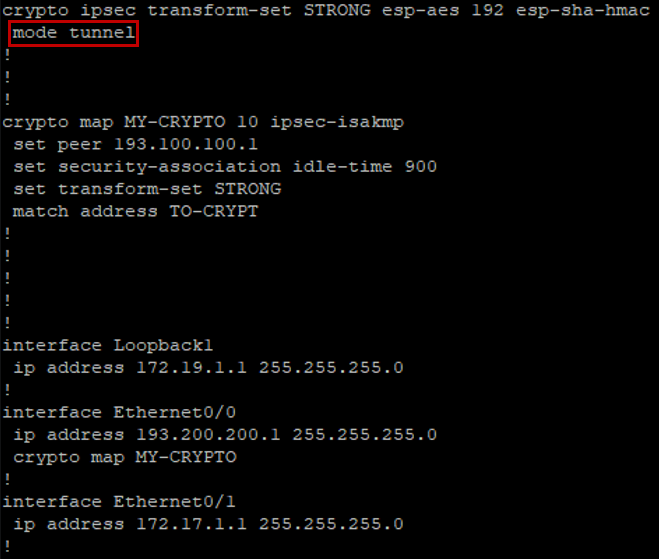 crypto ipsec transform-set STRONG esp-aes 192 esp-sha-hmac
mode tunnel
!
!
!
crypto map MY-CRYPTO 10 ipsec-isakmp
set peer 193.100.100.1
set security-association idle-time 900
set transform-set STRONG
match address TO-CRYPT
!
!
!
!
!
interface Loopback1
ip address 172.19.1.1 255.255.255.0
!
interface Ethernet0/0
ip address 193.200.200.1 255.255.255.0
crypto map MY-CRYPTO
!
interface Ethernet0/1
ip address 172.17.1.1 255.255.255.0
!